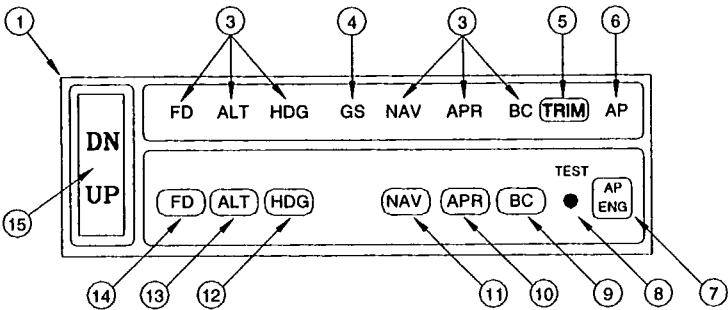 1 3 4 3 5 6
FD ALT HDG GS NAV APR BC TRIM AP
DN
UP
TEST
FD ALT HDG NAV APR BC AP
ENG
15
14 13 12 11 10 9 8 7